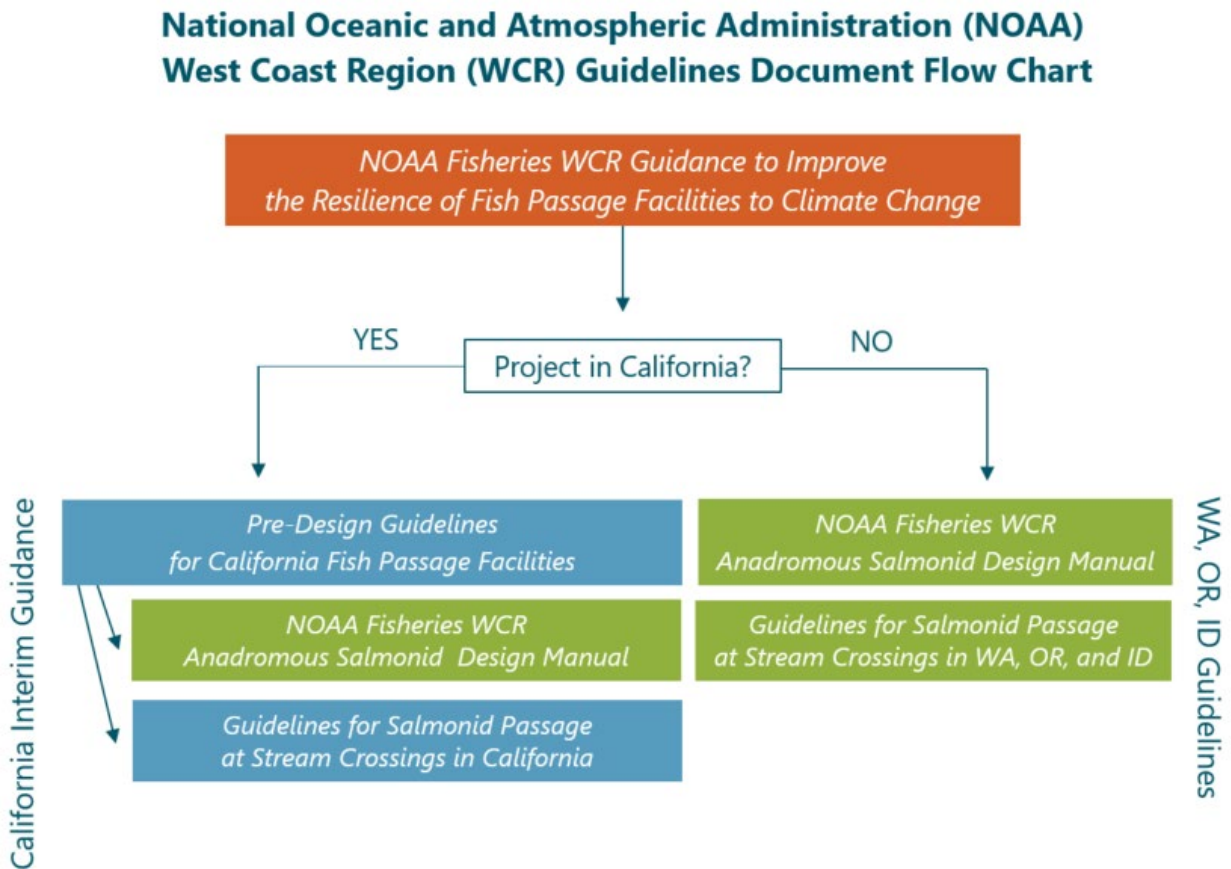 National Oceanic and Atmospheric Administration (NOAA)
West Coast Region (WCR) Guidelines Document Flow Chart
NOAA Fisheries WCR Guidance to Improve
the Resilience of Fish Passage Facilities to Climate Change
YES
Project in California?
NO
California Interim Guidance
Pre-Design Guidelines
for California Fish Passage Facilities
NOAA Fisheries WCR
Anadromous Salmonid Design Manual
Guidelines for Salmonid Passage
at Stream Crossings in California
NOAA Fisheries WCR
Anadromous Salmonid Design Manual
Guidelines for Salmonid Passage
at Stream Crossings in WA, OR, and ID
WA, OR, ID Guidelines